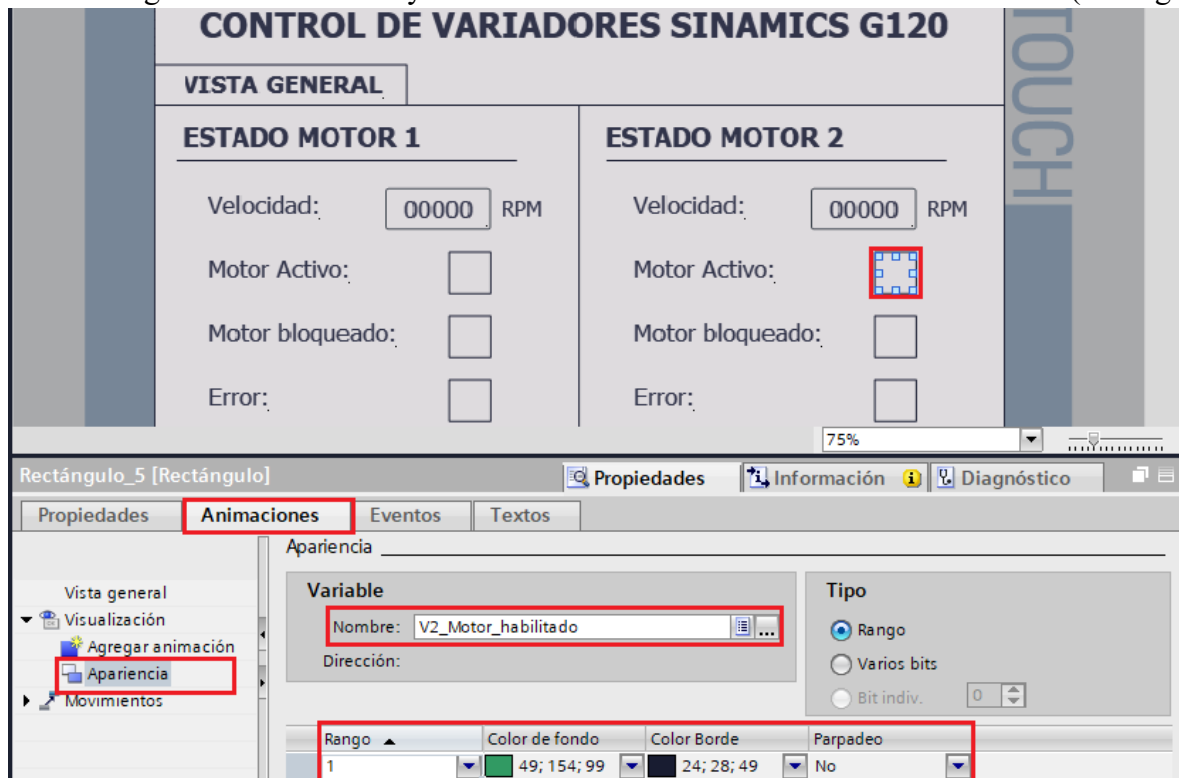 CONTROL DE VARIADORES SINAMICS G120
TOUCH
VISTA GENERAL
ESTADO MOTOR 1
ESTADO MOTOR 2
Velocidad: 00000 RPM
Velocidad: 00000 RPM
Motor Activo:
Motor Activo:
Motor bloqueado:
Motor bloqueado:
Error:
Error:
75%
Rectángulo_5 [Rectángulo]
Propiedades Información Diagnóstico
Propiedades Animaciones Eventos Textos
Apariencia
Vista general
Visualización
Agregar animación
Apariencia
Movimientos
Variable
Nombre: V2_Motor_habilitado ...
Dirección:
Tipo
Rango
Varios bits
Bit indiv. 0
Rango Color de fondo Color Borde Parpadeo
1 49; 154; 99 24; 28; 49 No